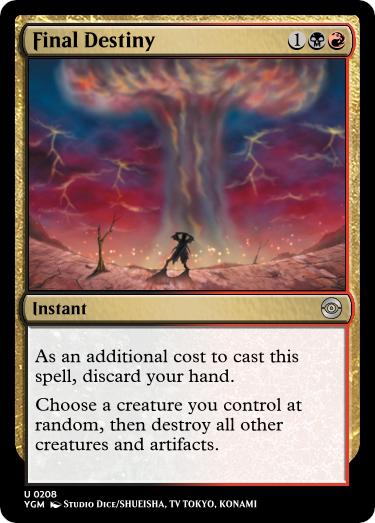 Final Destiny 1
Instant
As an additional cost to cast this
spell, discard your hand.
Choose a creature you control at
random, then destroy all other
creatures and artifacts.
U 0208
YGM Studio Dice/SHUEISHA, TV TOKYO, KONAMI